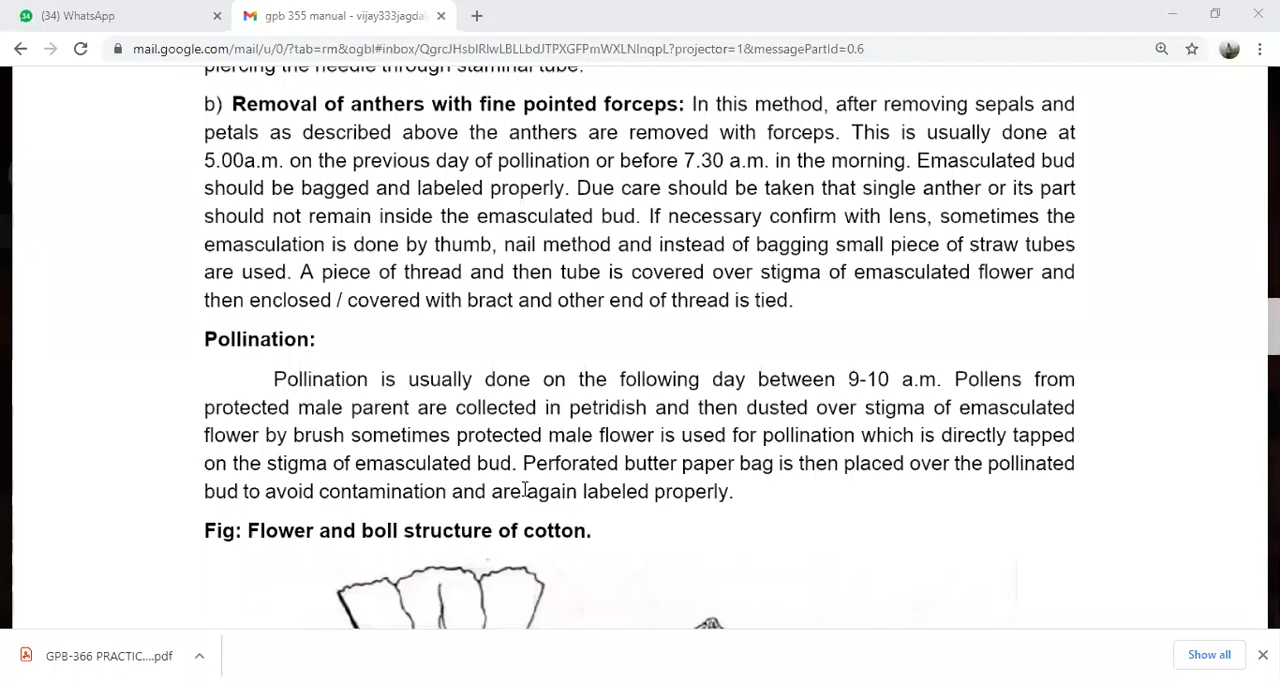 34 (34) WhatsApp
gpb 355 manual - vijay333jagdal
mail.google.com/mail/u/0/?tab=rm&ogbl#inbox/QgrcJHsblRlwLBLLbdJTPXGFPmWXLNlnqpL?projector=1&messagePartId=0.6
piercing the needle through staminal tube.
b) Removal of anthers with fine pointed forceps: In this method, after removing sepals and
petals as described above the anthers are removed with forceps. This is usually done at
5.00a.m. on the previous day of pollination or before 7.30 a.m. in the morning. Emasculated bud
should be bagged and labeled properly. Due care should be taken that single anther or its part
should not remain inside the emasculated bud. If necessary confirm with lens, sometimes the
emasculation is done by thumb, nail method and instead of bagging small piece of straw tubes
are used. A piece of thread and then tube is covered over stigma of emasculated flower and
then enclosed / covered with bract and other end of thread is tied.
Pollination:
Pollination is usually done on the following day between 9-10 a.m. Pollens from
protected male parent are collected in petridish and then dusted over stigma of emasculated
flower by brush sometimes protected male flower is used for pollination which is directly tapped
on the stigma of emasculated bud. Perforated butter paper bag is then placed over the pollinated
bud to avoid contamination and are again labeled properly.
Fig: Flower and boll structure of cotton.
GPB-366 PRACTIC....pdf
Show all